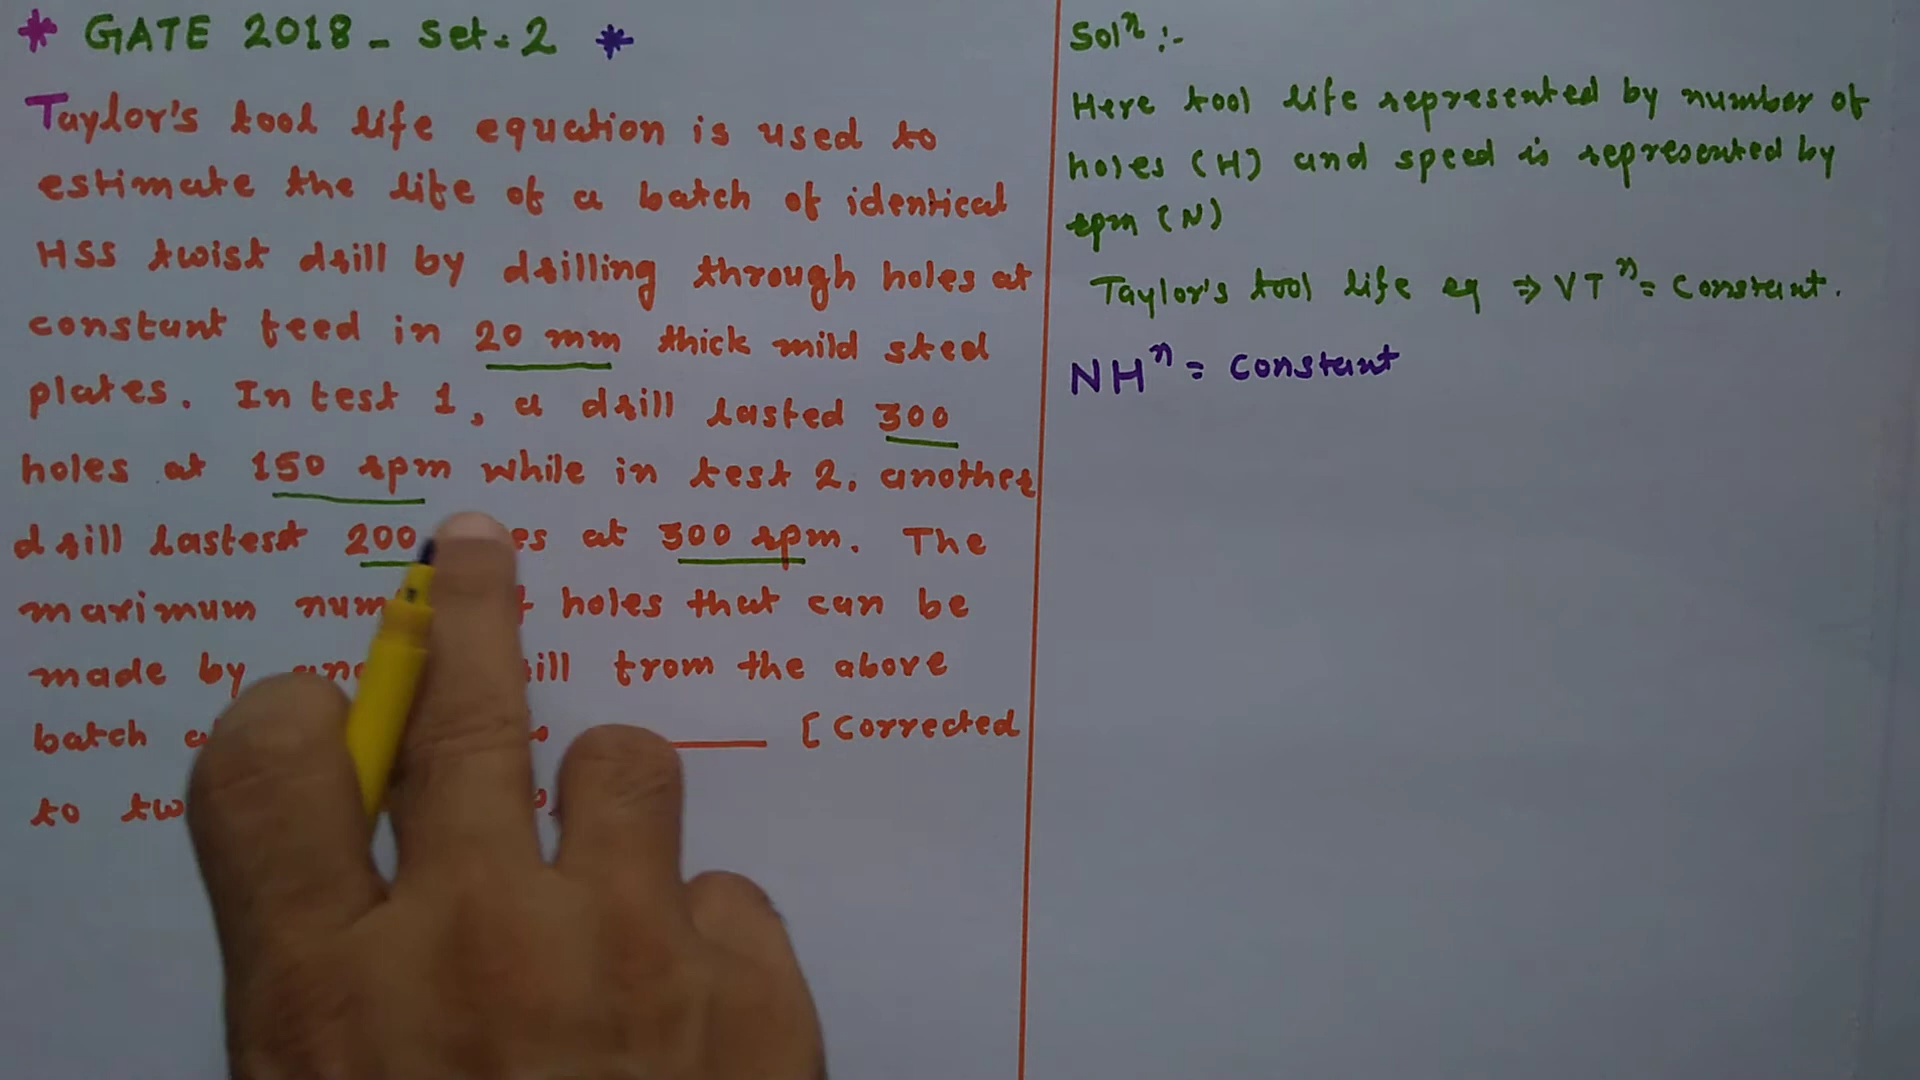 * GATE 2018 - Set-2 *
Taylor's tool life equation is used to
estimate the life of a batch of identical
HSS twist drill by drilling through holes at
constant feed in 20 mm thick mild steel
plates. In test 1, a drill lasted 300
holes at 150 rpm while in test 2, another
drill lastest 200 at 300 rpm. The
maximum holes that can be
made by from the above
batch [Corrected
to
Solⁿ :-
Here tool life represented by number of
holes (H) and speed is represented by
rpm (N)
Taylor's tool life eq ⇒ VTⁿ = Constant.
NHⁿ = Constant